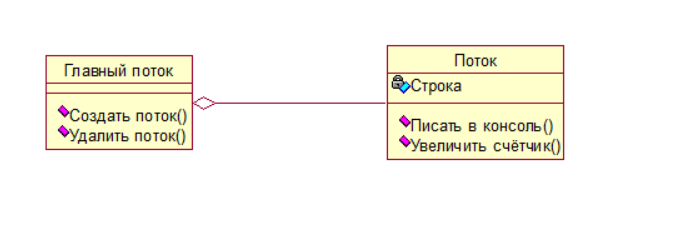 Главный поток
Создать поток()
Удалить поток()
Поток
Строка
Писать в консоль()
Увеличить счётчик()